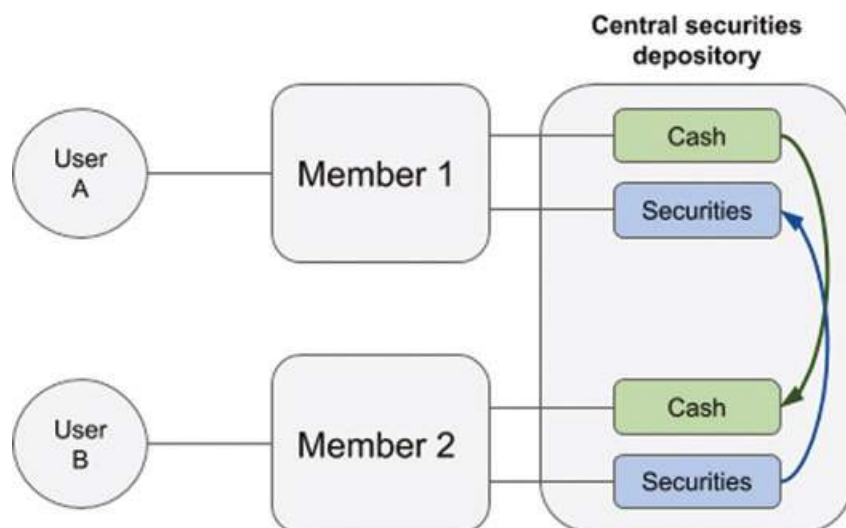 Central securities
depository
Cash
User
A
Member 1
Securities
Cash
User
B
Member 2
Securities